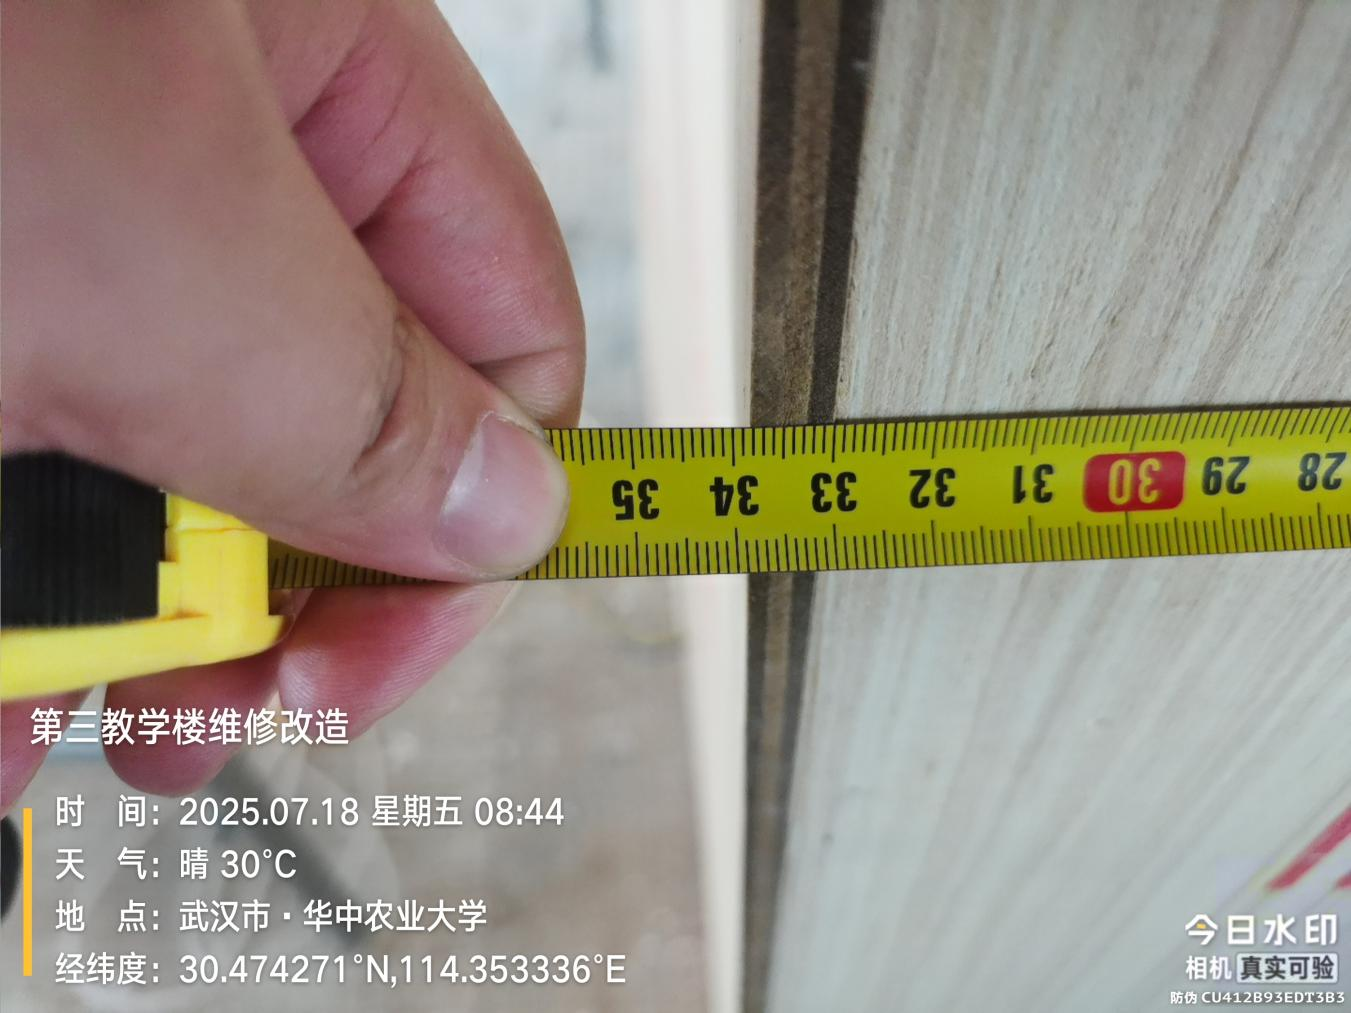 35 34 33 32 31 30 29 28
第三教学楼维修改造
时 间：2025.07.18 星期五 08:44
天 气：晴 30°C
地 点：武汉市·华中农业大学
经纬度：30.474271°N,114.353336°E
今日水印
相机 真实可验
防伪 CU412B93EDT3B3